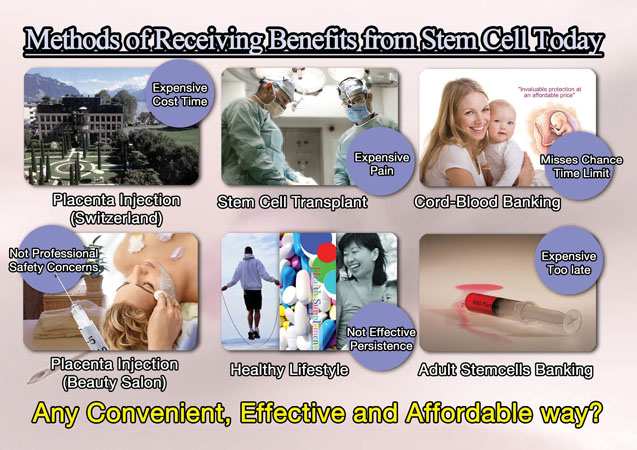 Methods of Receiving Benefits from Stem Cell Today
Expensive
Cost Time
Placenta Injection
(Switzerland)
Expensive
Pain
Stem Cell Transplant
"Invaluable protection at
an affordable price"
Misses Chance
Time Limit
Cord-Blood Banking
Not Professional
Safety Concerns
Placenta Injection
(Beauty Salon)
Health Supplement
Not Effective
Persistence
Healthy Lifestyle
Expensive
Too late
Adult Stemcells Banking
Any Convenient, Effective and Affordable way?